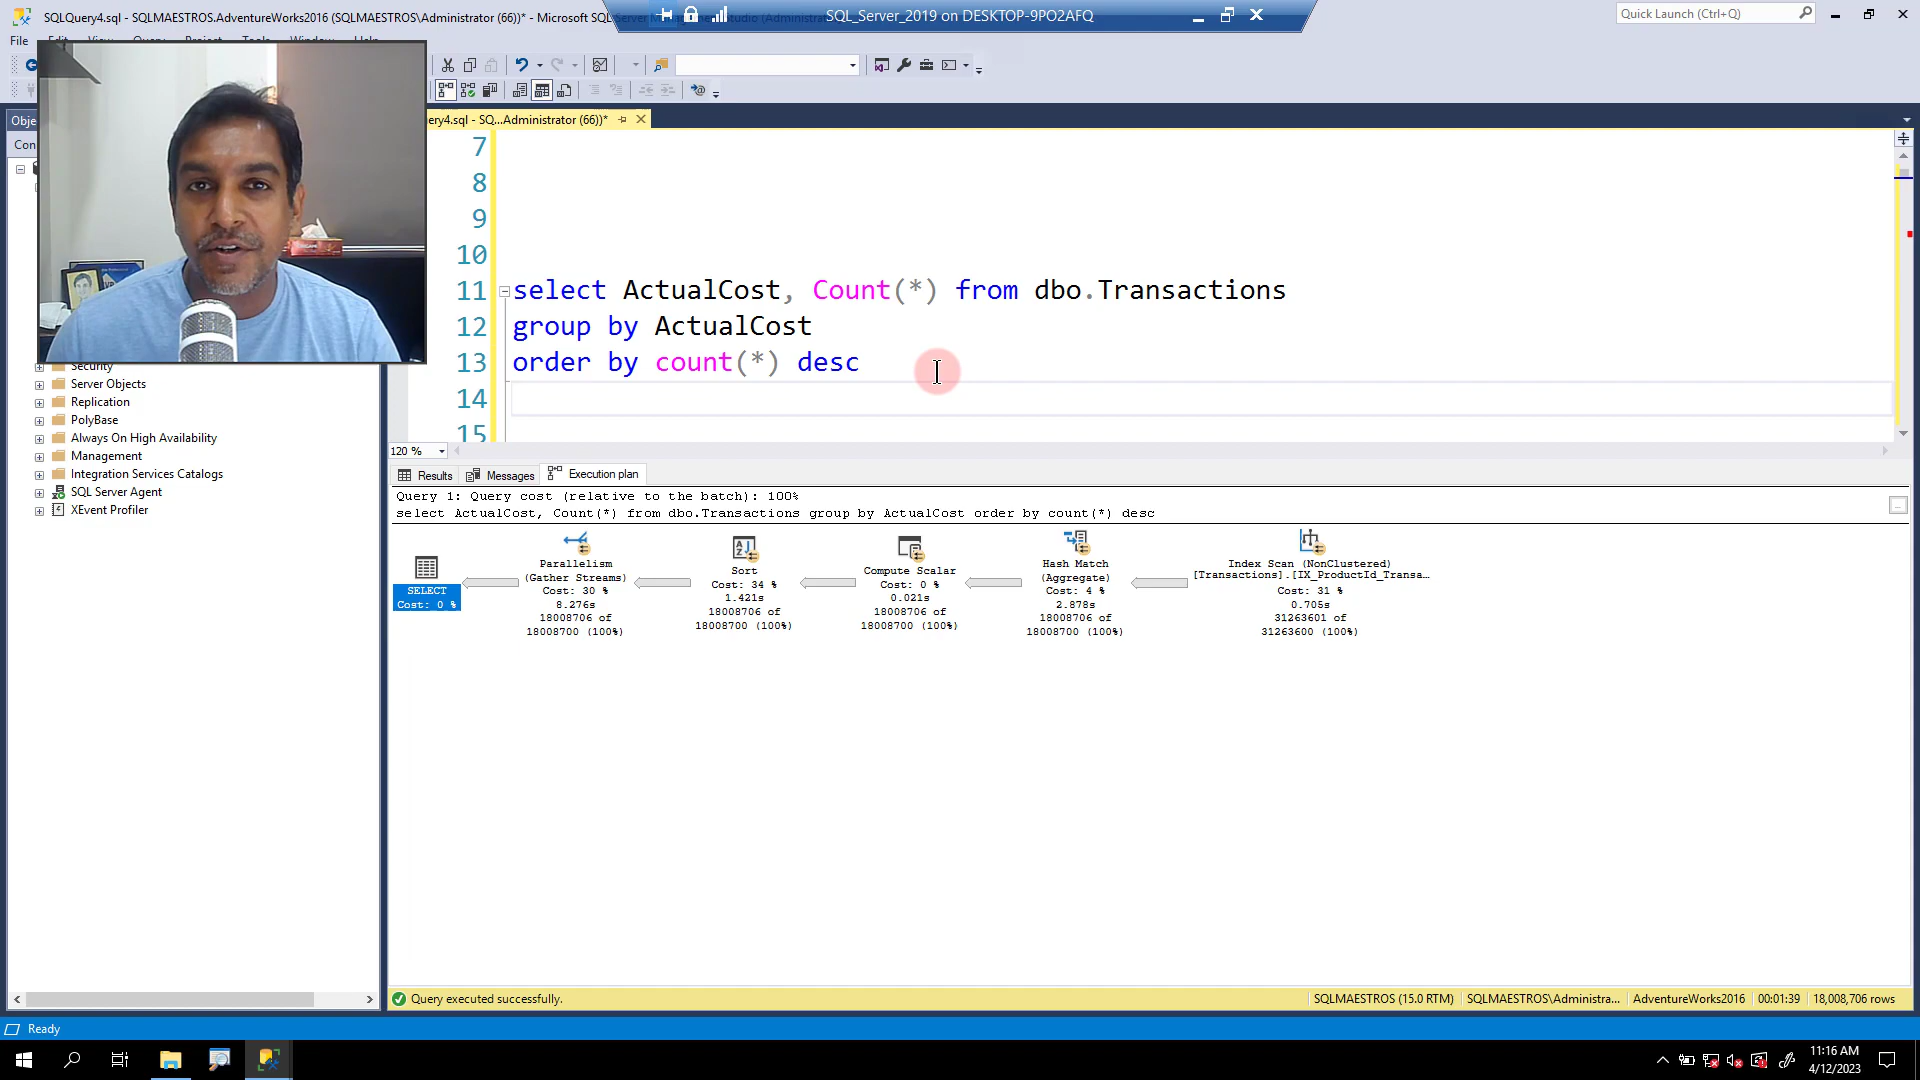 SQLQuery4.sql - SQLMAESTROS.AdventureWorks2016 (SQLMAESTROS\Administrator (66))* - Microsoft SQL
SQL_Server_2019 on DESKTOP-9PO2AFQ
Quick Launch (Ctrl+Q)
File
Obje
ery4.sql - SQ...Administrator (66))*
Con
7
8
9
10
11 select ActualCost, Count(*) from dbo.Transactions
12 group by ActualCost
13 order by count(*) desc
14
15
Security
Server Objects
Replication
PolyBase
Always On High Availability
Management
Integration Services Catalogs
SQL Server Agent
XEvent Profiler
120 %
Results Messages Execution plan
Query 1: Query cost (relative to the batch): 100%
select ActualCost, Count(*) from dbo.Transactions group by ActualCost order by count(*) desc
SELECT
Cost: 0 %
Parallelism
(Gather Streams)
Cost: 30 %
8.276s
18008706 of
18008700 (100%)
Sort
Cost: 34 %
1.421s
18008706 of
18008700 (100%)
Compute Scalar
Cost: 0 %
0.021s
18008706 of
18008700 (100%)
Hash Match
(Aggregate)
Cost: 4 %
2.878s
18008706 of
18008700 (100%)
Index Scan (NonClustered)
[Transactions].[IX_ProductId_Transa...
Cost: 31 %
0.705s
31263601 of
31263600 (100%)
Query executed successfully.
SQLMAESTROS (15.0 RTM) SQLMAESTROS\Administra... AdventureWorks2016 00:01:39 18,008,706 rows
Ready
11:16 AM
4/12/2023